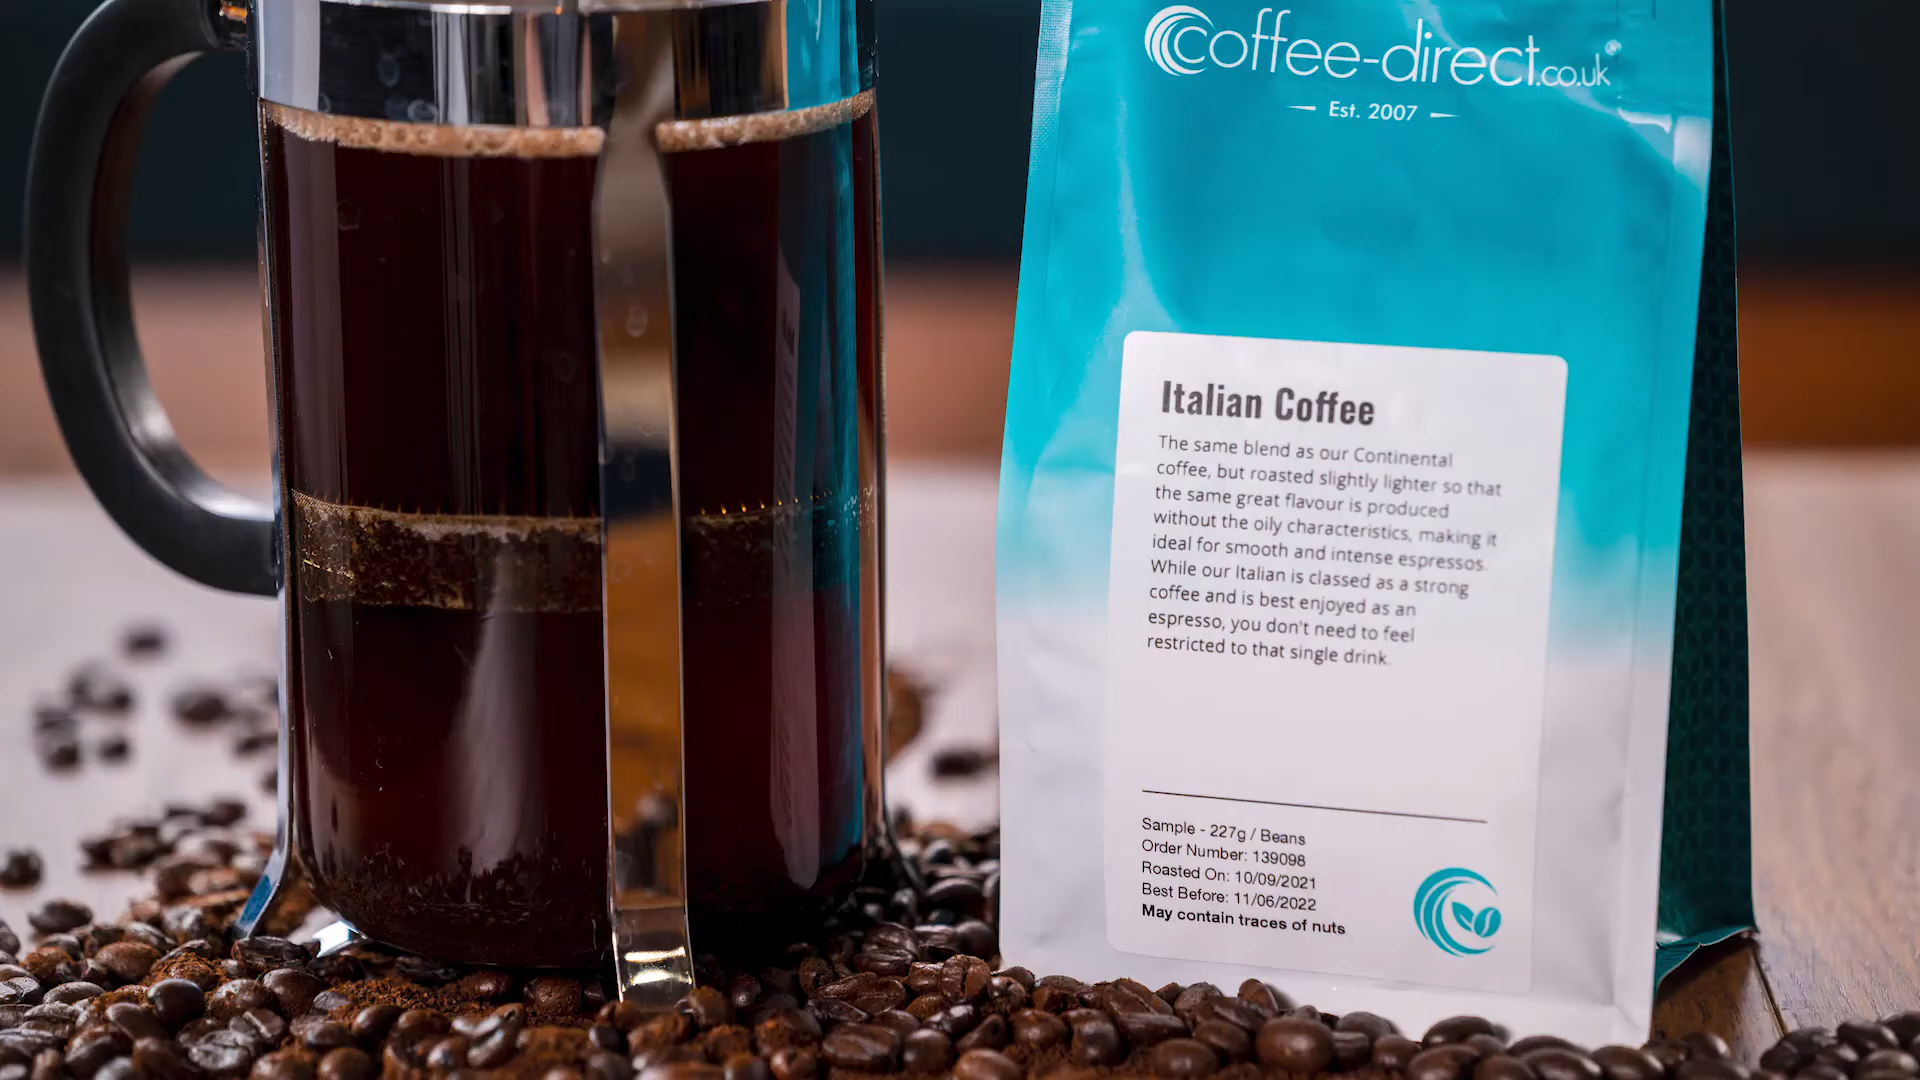 coffee-direct.co.uk®
Est. 2007
Italian Coffee
The same blend as our Continental
coffee, but roasted slightly lighter so that
the same great flavour is produced
without the oily characteristics, making it
ideal for smooth and intense espressos.
While our Italian is classed as a strong
coffee and is best enjoyed as an
espresso, you don't need to feel
restricted to that single drink.
Sample - 227g / Beans
Order Number: 139098
Roasted On: 10/09/2021
Best Before: 11/06/2022
May contain traces of nuts